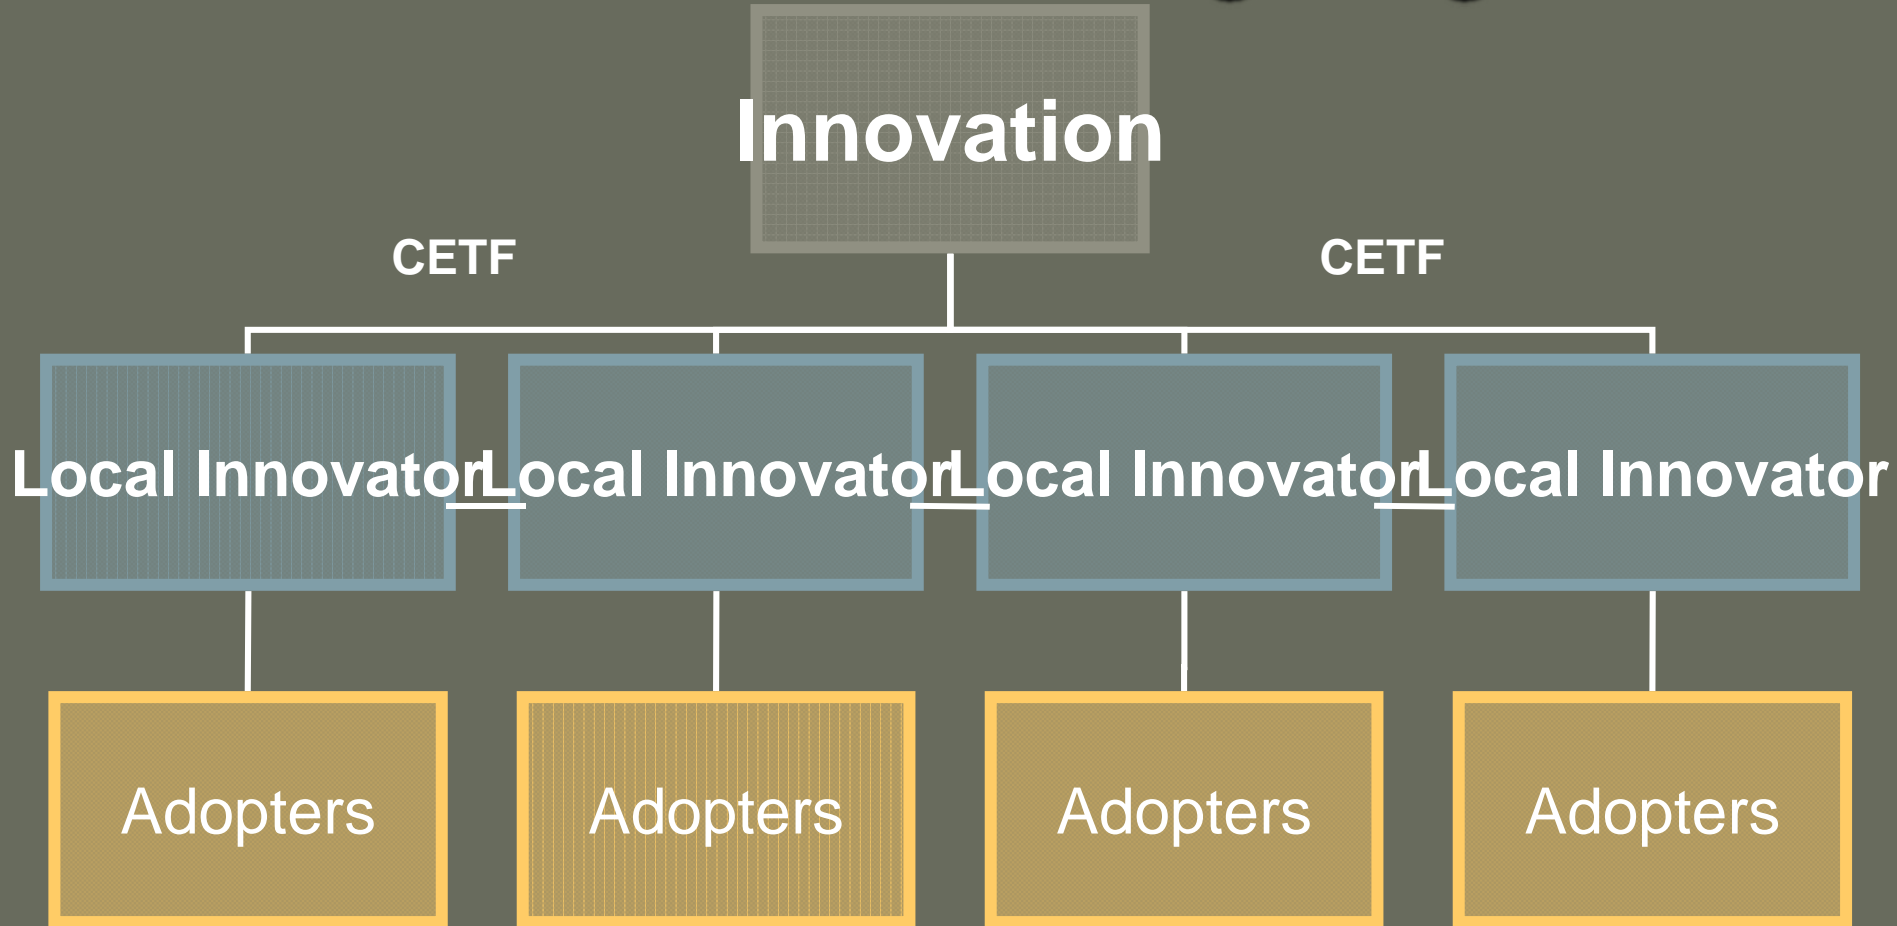 Innovation
CETF CETF
Local Innovator Local Innovator Local Innovator Local Innovator
Adopters Adopters Adopters Adopters